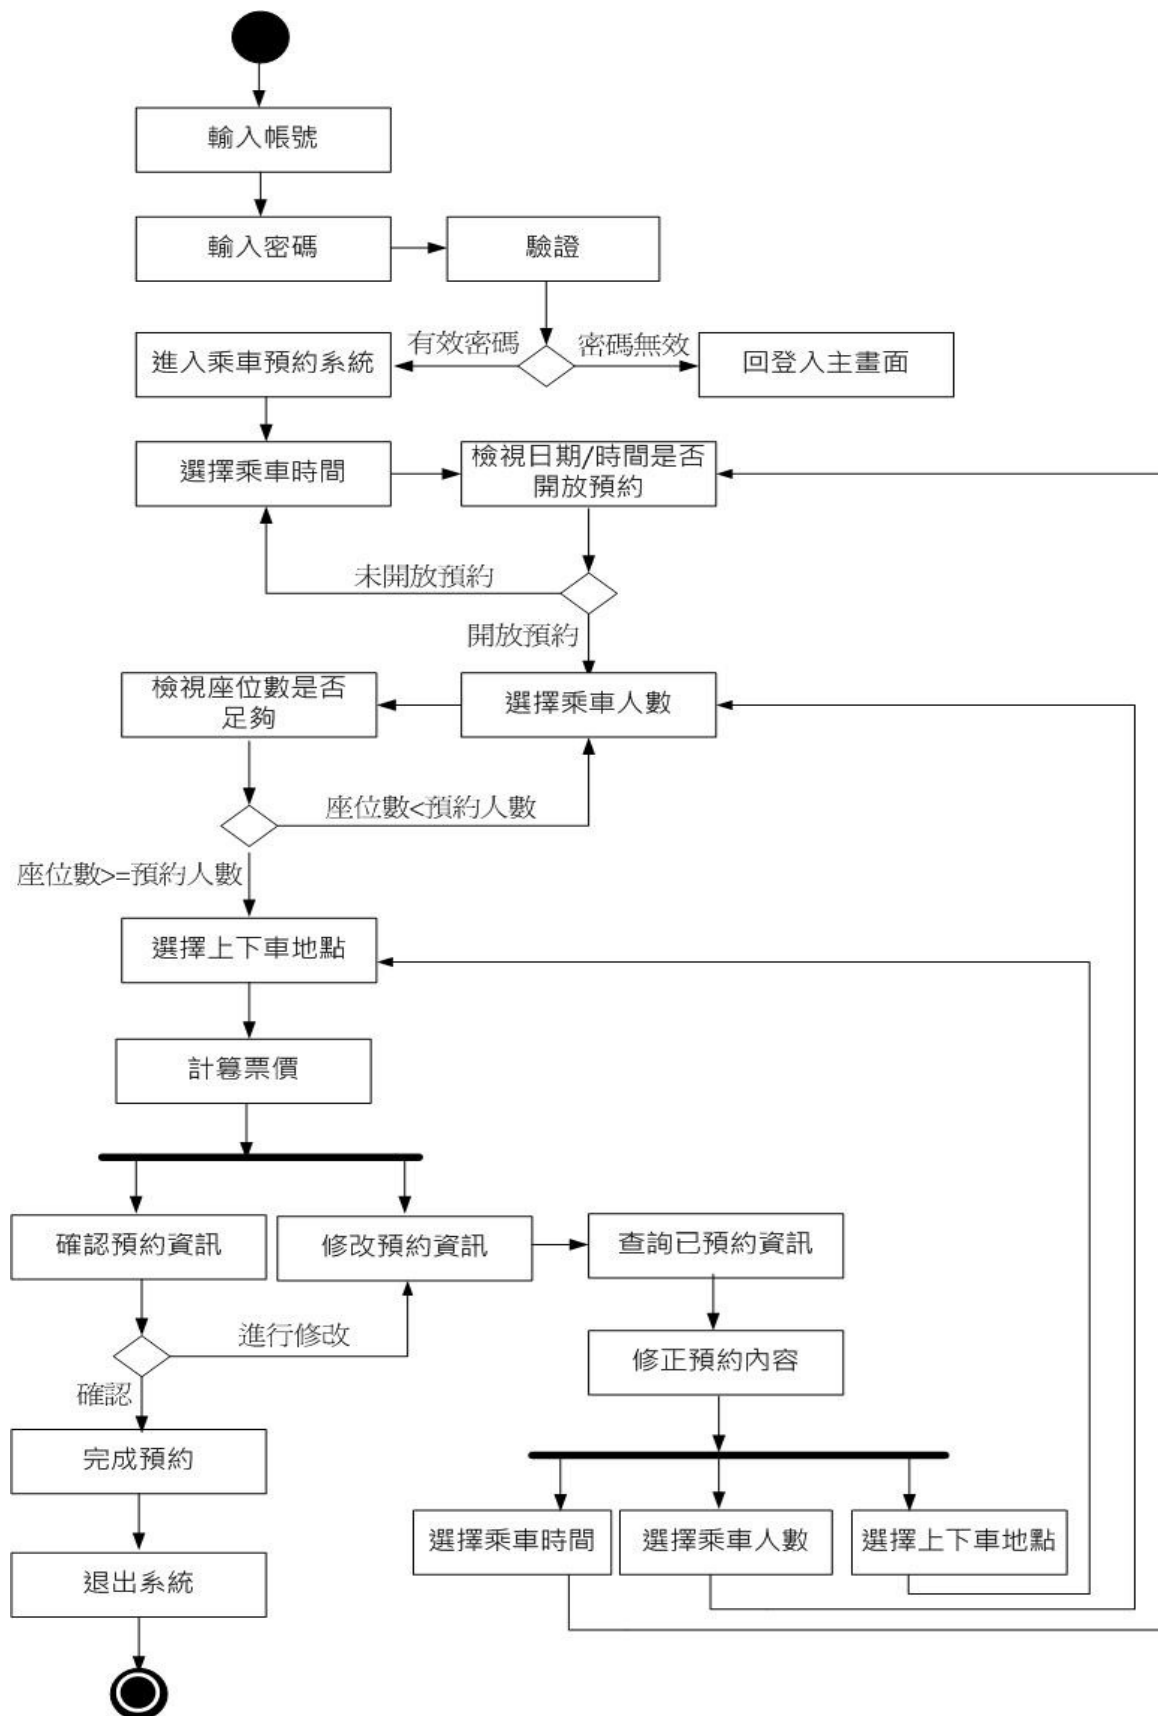 輸入帳號
輸入密碼
驗證
有效密碼
密碼無效
進入乘車預約系統
回登入主畫面
選擇乘車時間
檢視日期/時間是否
開放預約
未開放預約
開放預約
檢視座位數是否
足夠
選擇乘車人數
座位數<預約人數
座位數>=預約人數
選擇上下車地點
計篹票價
確認預約資訊
修改預約資訊
查詢已預約資訊
進行修改
修正預約內容
確認
完成預約
選擇乘車時間
選擇乘車人數
選擇上下車地點
退出系統